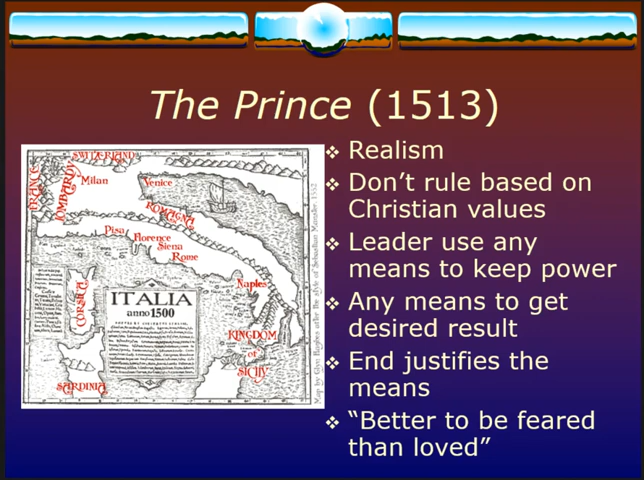 The Prince (1513)
SWITZERLAND
FRANCE
LOMBARDY
Milan
Venice
ROMAGNA
Pisa
Florence
Siena
Rome
CORSICA
ITALIA
anno 1500
Naples
KINGDOM
of
SICILY
SARDINIA
❖ Realism
❖ Don’t rule based on
Christian values
❖ Leader use any
means to keep power
❖ Any means to get
desired result
❖ End justifies the
means
❖ “Better to be feared
than loved”